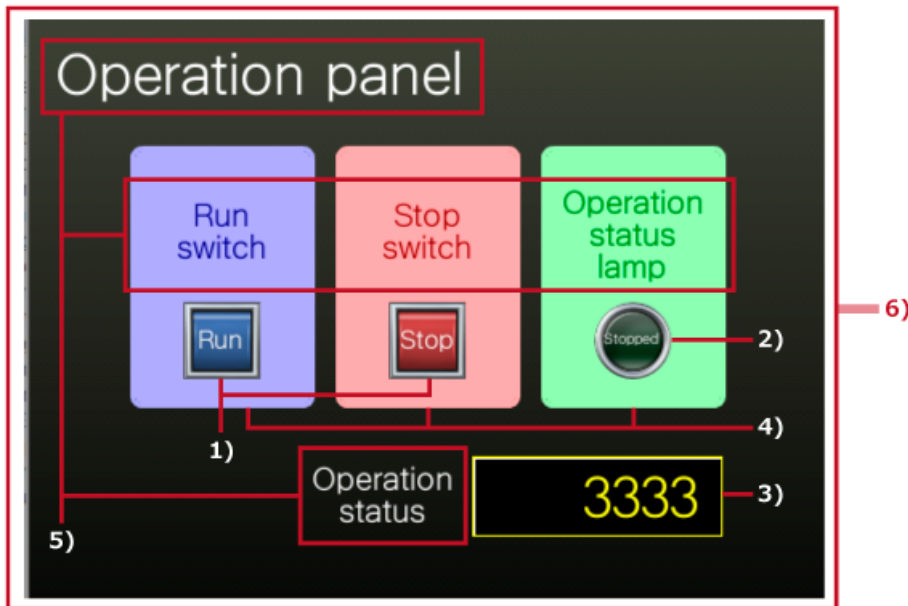 Operation panel
Run
switch
Stop
switch
Operation
status
lamp
6)
Run
Stop
Stopped
2)
1)
4)
Operation
status
3333
3)
5)